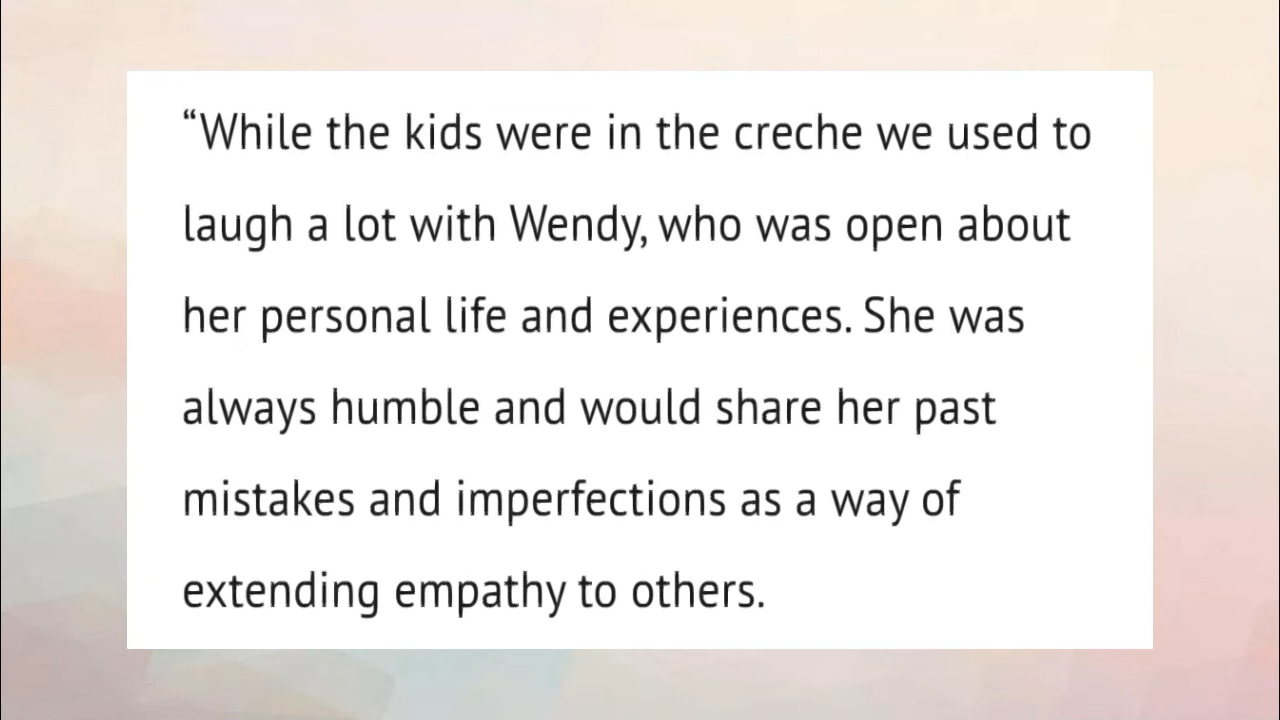 “While the kids were in the creche we used to
laugh a lot with Wendy, who was open about
her personal life and experiences. She was
always humble and would share her past
mistakes and imperfections as a way of
extending empathy to others.